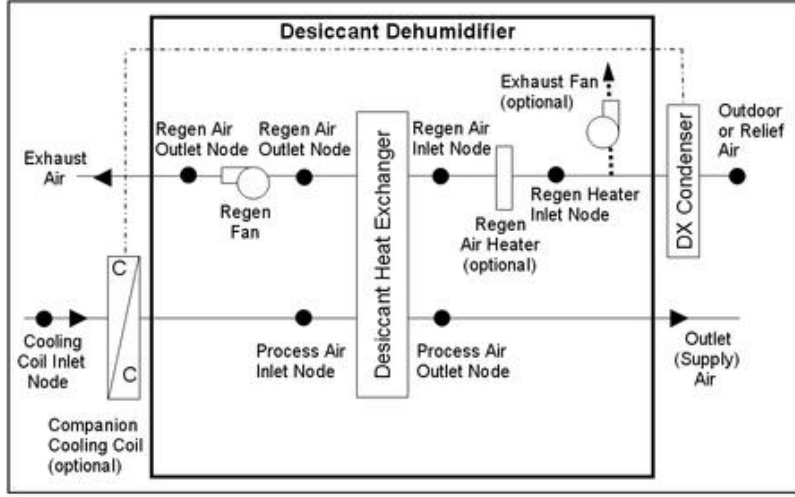 Desiccant Dehumidifier
Exhaust Fan
(optional)
Outdoor
or Relief
Air
Regen Air
Outlet Node
Regen Air
Outlet Node
Regen Air
Inlet Node
Exhaust
Air
Regen
Fan
Desiccant Heat Exchanger
Regen
Air Heater
(optional)
Regen Heater
Inlet Node
DX Condenser
C
C
Cooling
Coil Inlet
Node
Process Air
Inlet Node
Process Air
Outlet Node
Outlet
(Supply)
Air
Companion
Cooling Coil
(optional)